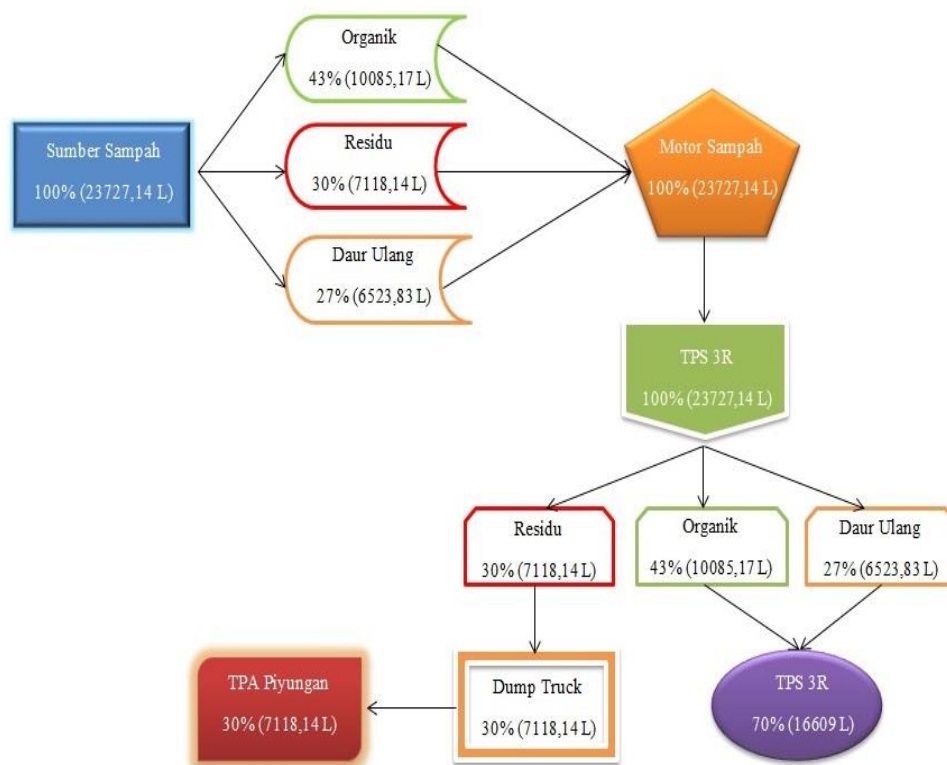 Organik
43% (10085,17 L)
Sumber Sampah
100% (23727,14 L)
Residu
30% (7118,14 L)
Daur Ulang
27% (6523,83 L)
Motor Sampah
100% (23727,14 L)
TPS 3R
100% (23727,14 L)
Residu
30% (7118,14 L)
Organik
43% (10085,17 L)
Daur Ulang
27% (6523,83 L)
TPA Piyungan
30% (7118,14 L)
Dump Truck
30% (7118,14 L)
TPS 3R
70% (16609 L)